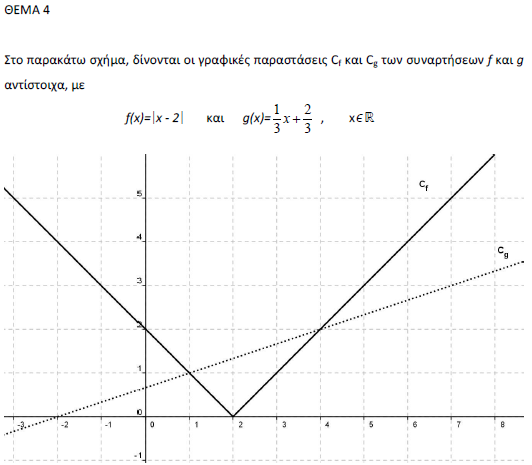 ΘΕΜΑ 4
Στο παρακάτω σχήμα, δίνονται οι γραφικές παραστάσεις Cf και Cg των συναρτήσεων f και g
αντίστοιχα, με
f(x)=|x - 2| και g(x)=1/3 x + 2/3 , x∈ℝ
5
Cf
4
Cg
3
2
1
0
-3 -2 -1 0 1 2 3 4 5 6 7 8
-1